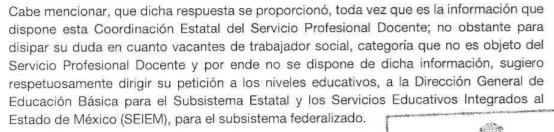 Cabe mencionar, que dicha respuesta se proporcionó, toda vez que es la información que
dispone esta Coordinación Estatal del Servicio Profesional Docente; no obstante para
disipar su duda en cuanto vacantes de trabajador social, categoría que no es objeto del
Servicio Profesional Docente y por ende no se dispone de dicha información, sugiero
respetuosamente dirigir su petición a los niveles educativos, a la Dirección General de
Educación Básica para el Subsistema Estatal y los Servicios Educativos Integrados al
Estado de México (SEIEM), para el subsistema federalizado.